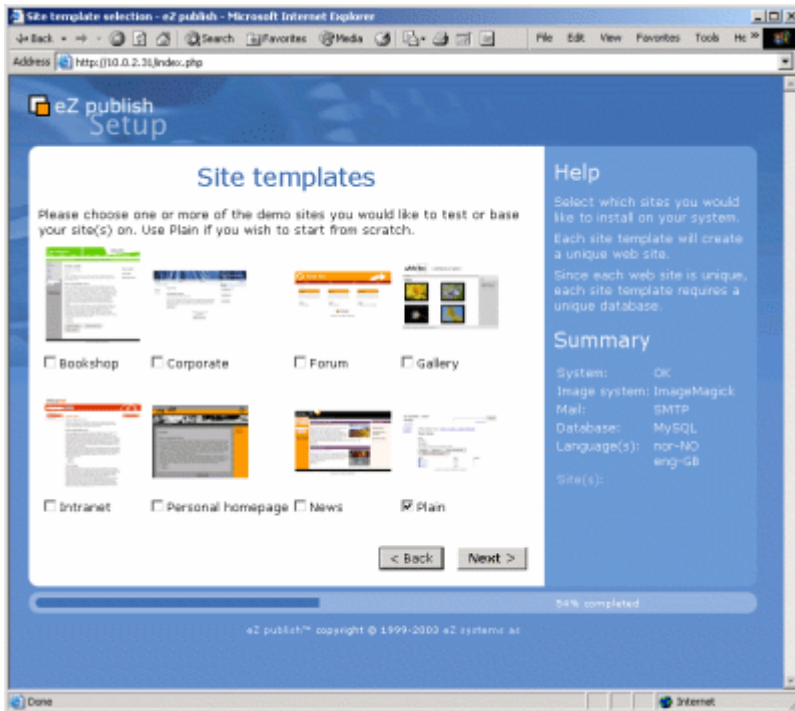 Site template selection - eZ publish - Microsoft Internet Explorer
Back Search Favorites Media File Edit View Favorites Tools He »
Address http://10.0.2.31/index.php
eZ publish
Setup
Site templates
Please choose one or more of the demo sites you would like to test or base
your site(s) on. Use Plain if you wish to start from scratch.
Bookshop Corporate Forum Gallery
Intranet Personal homepage News Plain
< Back Next >
Help
Select which sites you would
like to install on your system.
Each site template will create
a unique web site.
Since each web site is unique,
each site template requires a
unique database.
Summary
System: OK
Image system: ImageMagick
Mail: SMTP
Database: MySQL
Language(s): nor-NO
eng-GB
Site(s):
54% completed
eZ publish™ copyright © 1999-2003 eZ systems as
Done Internet